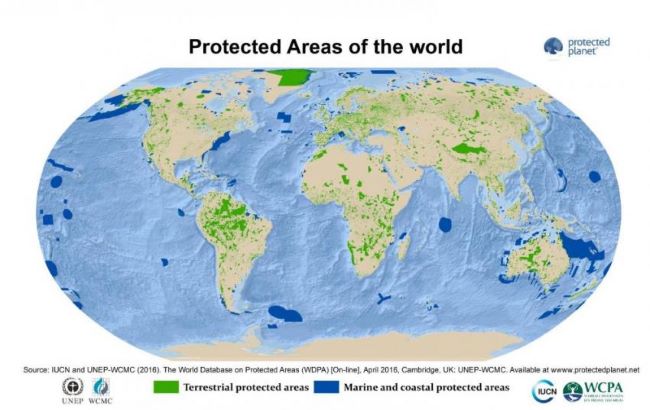 Protected Areas of the world
protected
planet
Source: IUCN and UNEP-WCMC (2016). The World Database on Protected Areas (WDPA) [On-line], April 2016, Cambridge, UK: UNEP-WCMC. Available at www.protectedplanet.net
Terrestrial protected areas
Marine and coastal protected areas
UNEP WCMC
IUCN
WCPA